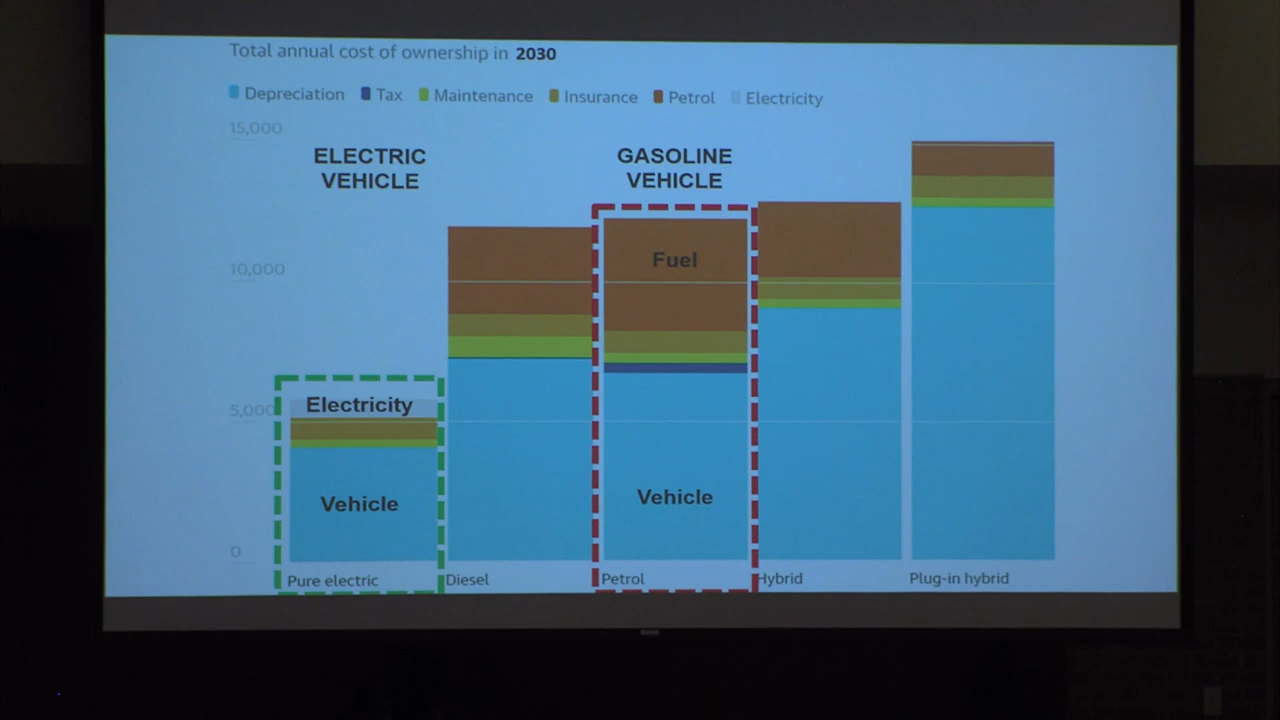 Total annual cost of ownership in 2030
Depreciation Tax Maintenance Insurance Petrol Electricity
15,000
ELECTRIC
VEHICLE
GASOLINE
VEHICLE
10,000
Fuel
5,000
Electricity
Vehicle
Vehicle
0
Pure electric
Diesel
Petrol
Hybrid
Plug-in hybrid